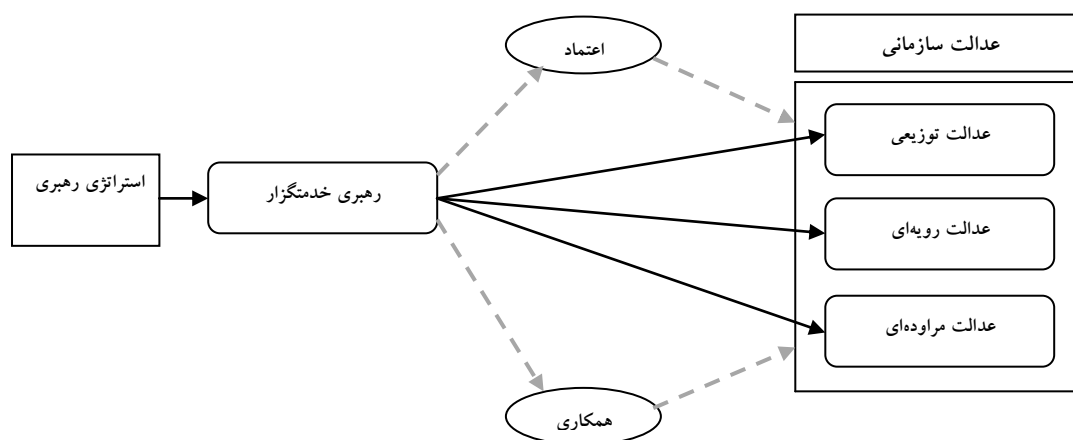 اعتماد
عدالت سازمانی
عدالت توزیعی
استراتژی رهبری
رهبری خدمتگزار
عدالت رویه‌ای
عدالت مراوده‌ای
همکاری